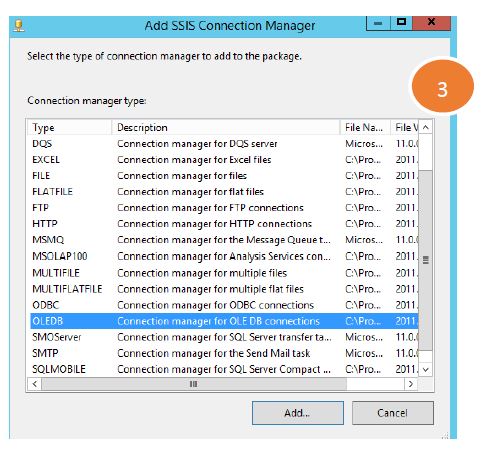 Add SSIS Connection Manager
Select the type of connection manager to add to the package.
3
Connection manager type:
Type Description File Na... File V
DQS Connection manager for DQS server Micros... 11.0.0
EXCEL Connection manager for Excel files C:\Pro... 2011.
FILE Connection manager for files C:\Pro... 2011.
FLATFILE Connection manager for flat files C:\Pro... 2011.
FTP Connection manager for FTP connections C:\Pro... 2011.
HTTP Connection manager for HTTP connections C:\Pro... 2011.
MSMQ Connection manager for the Message Queue t... Micros... 11.0.0
MSOLAP100 Connection manager for Analysis Services con... C:\Pro... 2011.
MULTIFILE Connection manager for multiple files C:\Pro... 2011.
MULTIFLATFILE Connection manager for multiple flat files C:\Pro... 2011.
ODBC Connection manager for ODBC connections C:\Pro... 2011.
OLEDB Connection manager for OLE DB connections C:\Pro... 2011.
SMOServer Connection manager for SQL Server transfer ta... Micros... 11.0.0
SMTP Connection manager for the Send Mail task Micros... 11.0.0
SQLMOBILE Connection manager for SQL Server Compact ... C:\Pro... 2011.
Add... Cancel